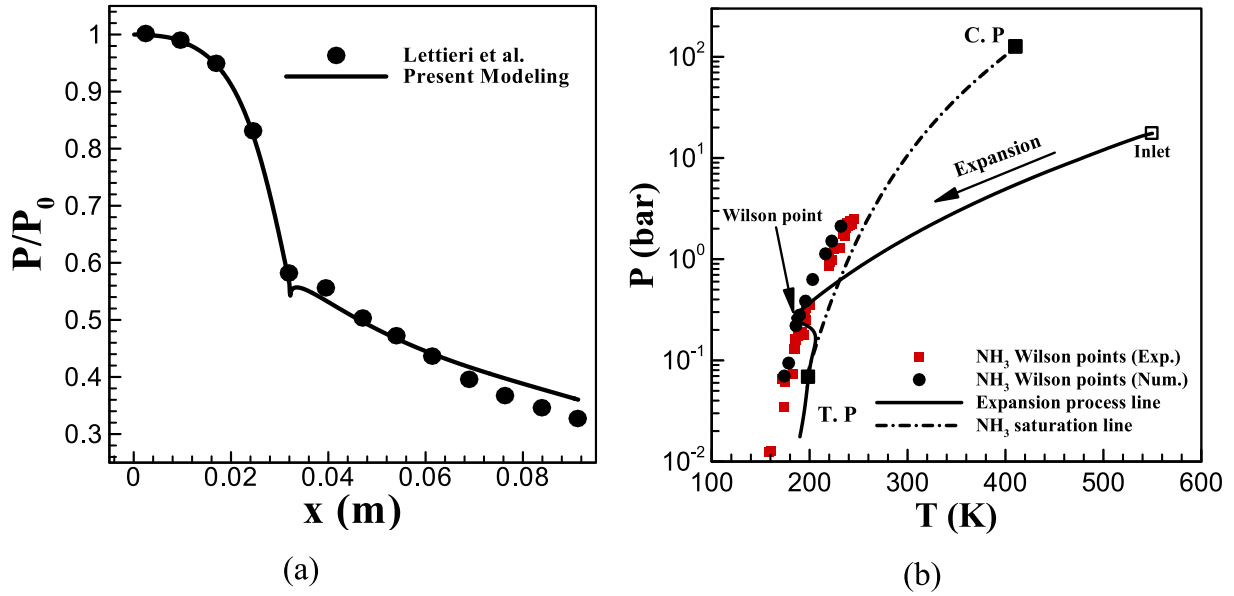 1
0.9
0.8
0.7
0.6
0.5
0.4
0.3
P/P0
0 0.02 0.04 0.06 0.08
x (m)
Lettieri et al.
Present Modeling
(a)
10^2
10^1
10^0
10^-1
10^-2
P (bar)
100 200 300 400 500 600
T (K)
C. P
Expansion
Inlet
Wilson point
T. P
NH3 Wilson points (Exp.)
NH3 Wilson points (Num.)
Expansion process line
NH3 saturation line
(b)